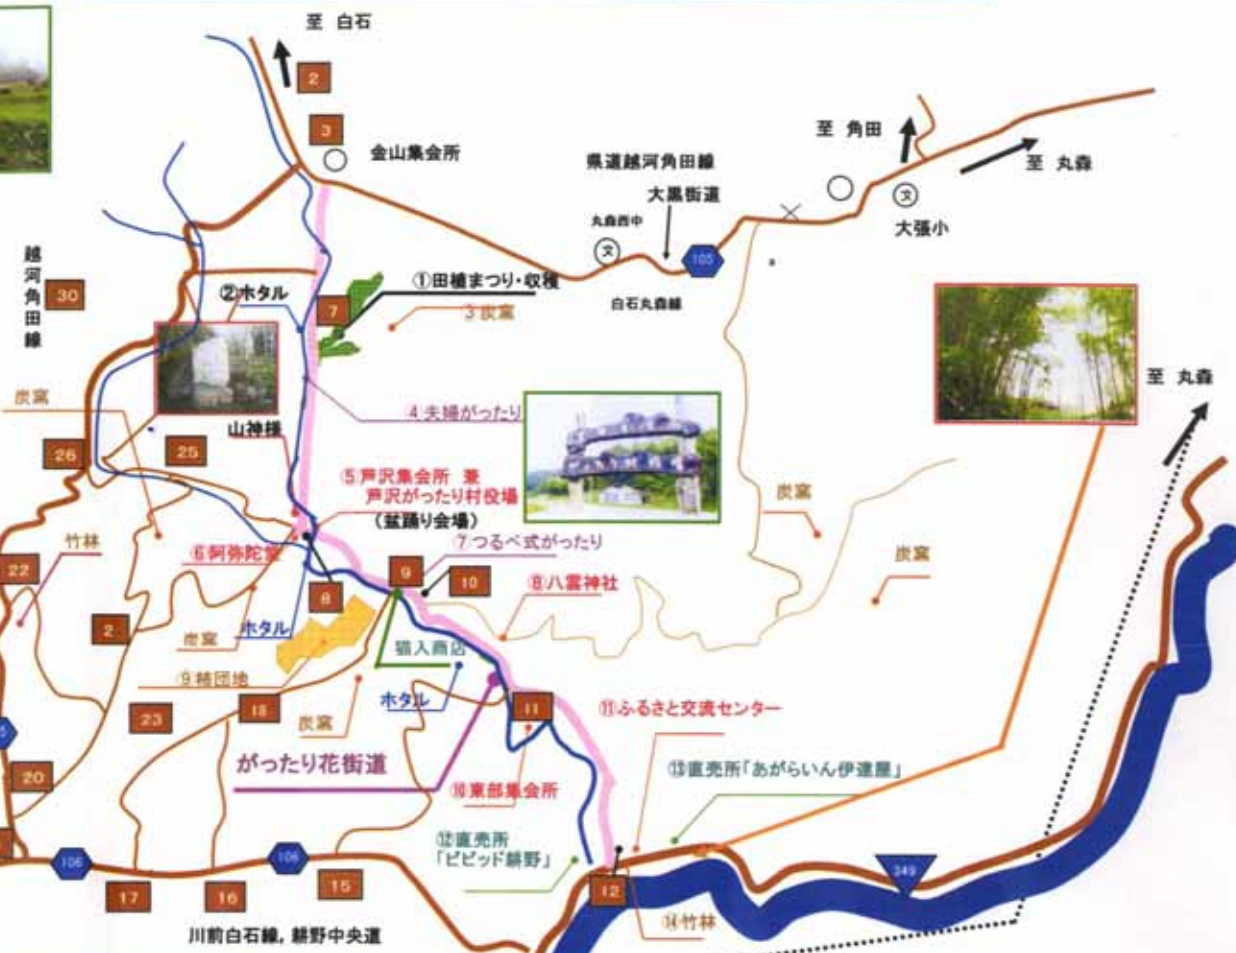 至 白石
2
3
金山集会所
県道越河角田線
大黒街道
至 角田
至 丸森
丸森西中
文
文
大張小
105
白石丸森線
越河角田線
30
②ホタル
7
①田植まつり・収穫
③炭窯
至 丸森
炭窯
④夫婦がったり
山神様
26
25
⑤芦沢集会所 兼
芦沢がったり村役場
(盆踊り会場)
炭窯
竹林
⑥阿弥陀堂
⑦つるべ式がったり
炭窯
22
9
10
⑧八雲神社
8
2
炭窯
ホタル
猫入商店
⑨柿団地
ホタル
23
18
炭窯
11
⑪ふるさと交流センター
がったり花街道
⑬直売所「あがらいん伊達屋」
20
⑩東部集会所
⑫直売所
「ビビッド耕野」
106
106
349
17
16
15
12
⑭竹林
川前白石線,耕野中央道